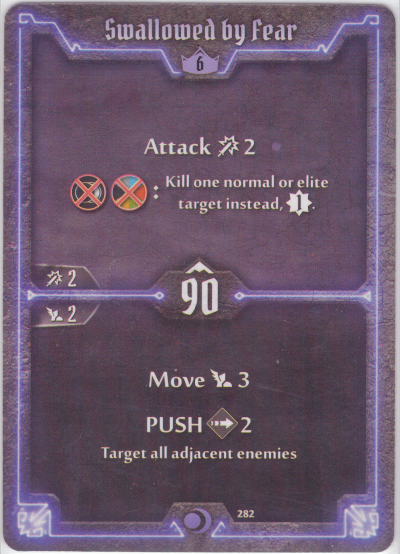 Swallowed by Fear
6
Attack 2
: Kill one normal or elite
target instead, 1.
2
90
2
Move 3
PUSH 2
Target all adjacent enemies
282